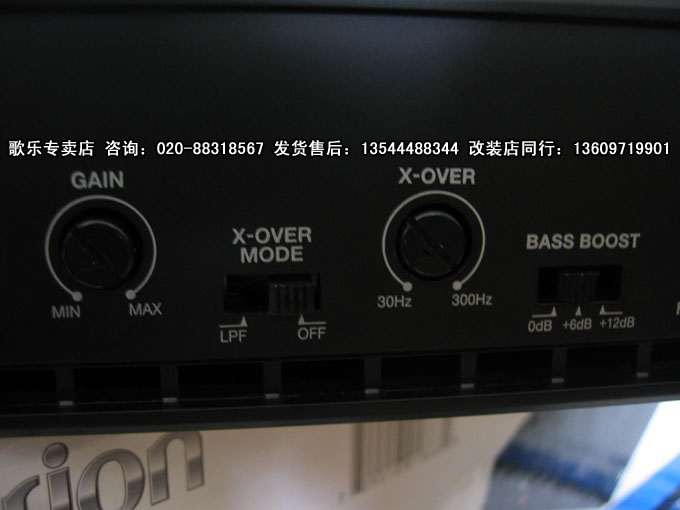 歌乐专卖店 咨询：020-88318567 发货售后：13544488344 改装店同行：13609719901
GAIN
X-OVER
X-OVER
MODE
BASS BOOST
MIN
MAX
LPF
OFF
30Hz
300Hz
0dB
+6dB
+12dB
rion